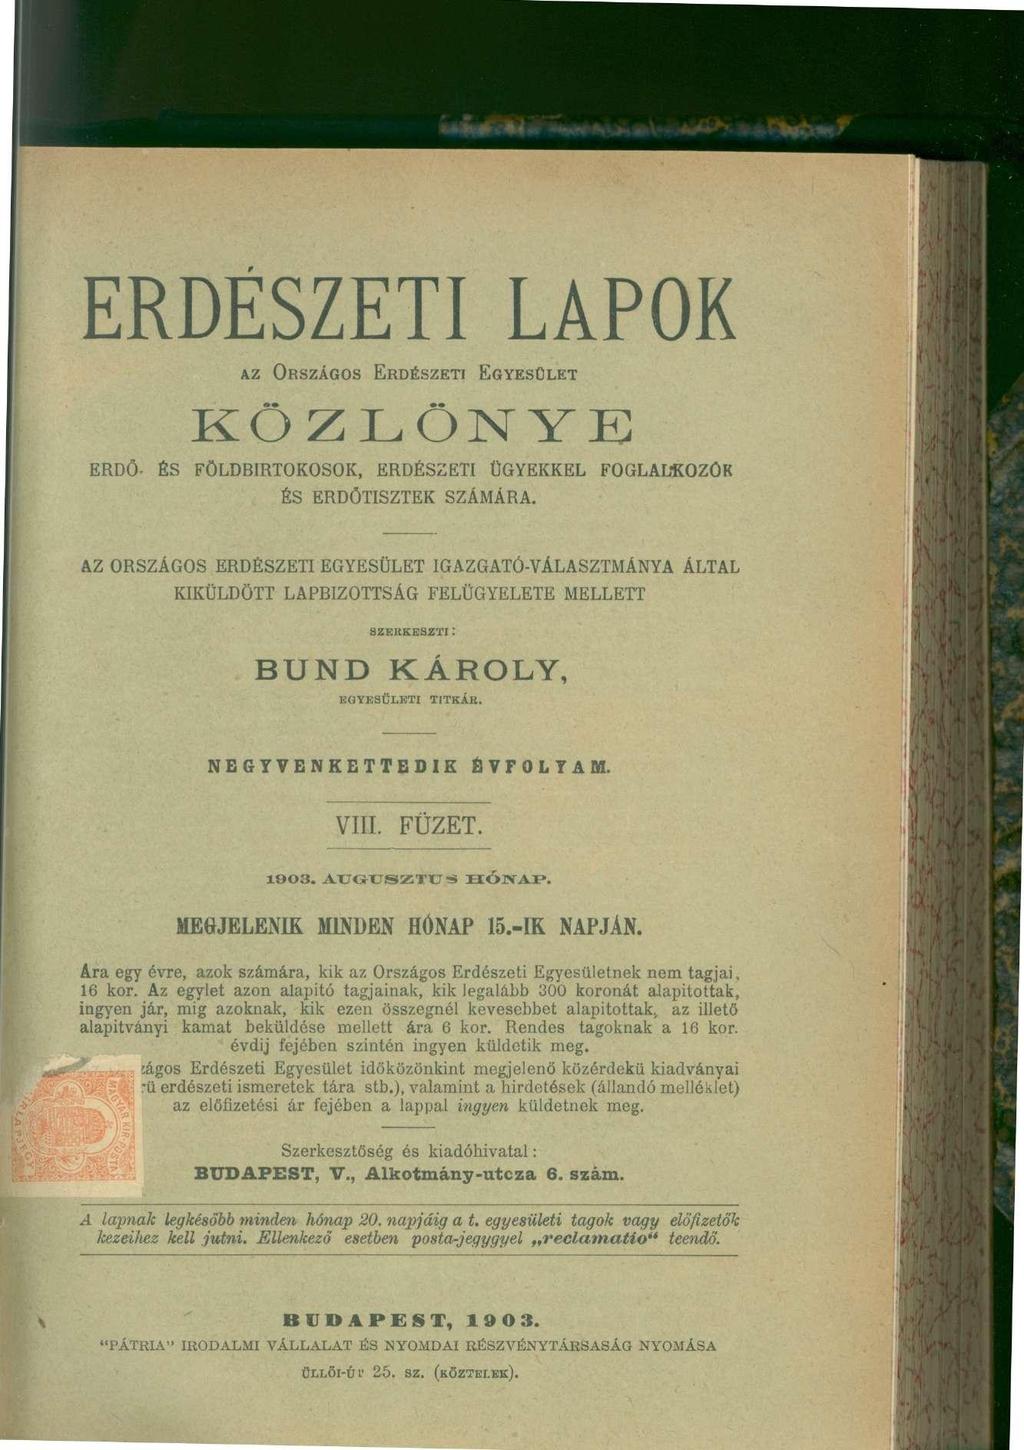 ERDÉSZETI LAPOK
AZ ORSZÁGOS ERDÉSZETI EGYESÜLET
KÖZLÖNYE
ERDŐ- ÉS FÖLDBIRTOKOSOK, ERDÉSZETI ÜGYEKKEL FOGLALKOZÓK
ÉS ERDŐTISZTEK SZÁMÁRA.
AZ ORSZÁGOS ERDÉSZETI EGYESÜLET IGAZGATÓ-VÁLASZTMÁNYA ÁLTAL
KIKÜLDÖTT LAPBIZOTTSÁG FELÜGYELETE MELLETT
SZERKESZTI:
BUND KÁROLY,
EGYESÜLETI TITKÁR.
NEGYVENKETTEDIK ÉVFOLYAM.
VIII. FÜZET.
1903. AUGUSZTUS HÓNAP.
MEGJELENIK MINDEN HÓNAP 15.-IK NAPJÁN.
Ára egy évre, azok számára, kik az Országos Erdészeti Egyesületnek nem tagjai,
16 kor. Az egylet azon alapitó tagjainak, kik legalább 300 koronát alapitottak,
ingyen jár, mig azoknak, kik ezen összegnél kevesebbet alapitottak, az illető
alapitványi kamat beküldése mellett ára 6 kor. Rendes tagoknak a 16 kor.
évdij fejében szintén ingyen küldetik meg.
zágos Erdészeti Egyesület időközönkint megjelenő közérdekü kiadványai
rü erdészeti ismeretek tára stb.), valamint a hirdetések (állandó melléklet)
az előfizetési ár fejében a lappal ingyen küldetnek meg.
MAGYAR KIR. POSTA
HIRLAPJEGY
Szerkesztőség és kiadóhivatal:
BUDAPEST, V., Alkotmány-utcza 6. szám.
A lapnak legkésőbb minden hónap 20. napjáig a t. egyesületi tagok vagy előfizetők
kezeihez kell jutni. Ellenkező esetben posta-jegygyel „reclamatio“ teendő.
BUDAPEST, 1903.
“PÁTRIA” IRODALMI VÁLLALAT ÉS NYOMDAI RÉSZVÉNYTÁRSASÁG NYOMÁSA
ÜLLŐI-ÚT 25. SZ. (KÖZTELEK).